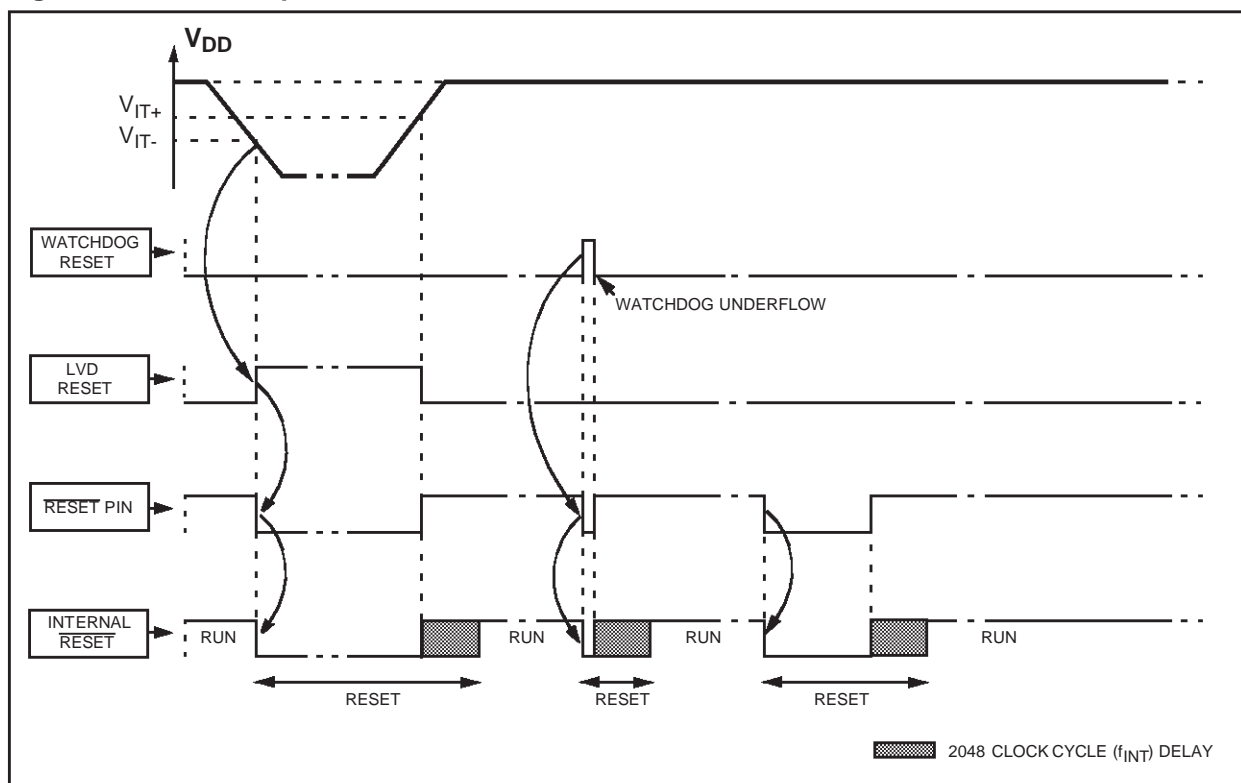 VDD
VIT+
VIT-
WATCHDOG
RESET
WATCHDOG UNDERFLOW
LVD
RESET
RESET PIN
INTERNAL
RESET
RUN
RUN
RUN
RUN
RESET
RESET
RESET
2048 CLOCK CYCLE (fINT) DELAY